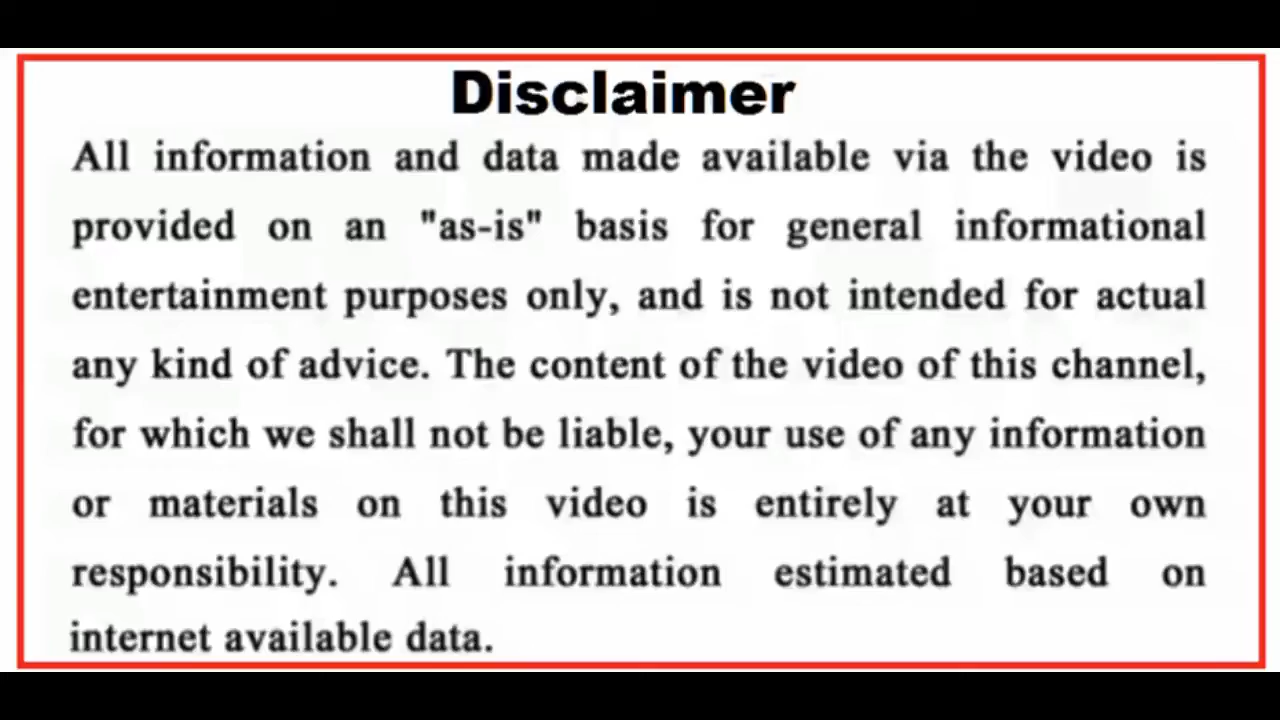 Disclaimer
All information and data made available via the video is
provided on an "as-is" basis for general informational
entertainment purposes only, and is not intended for actual
any kind of advice. The content of the video of this channel,
for which we shall not be liable, your use of any information
or materials on this video is entirely at your own
responsibility. All information estimated based on
internet available data.